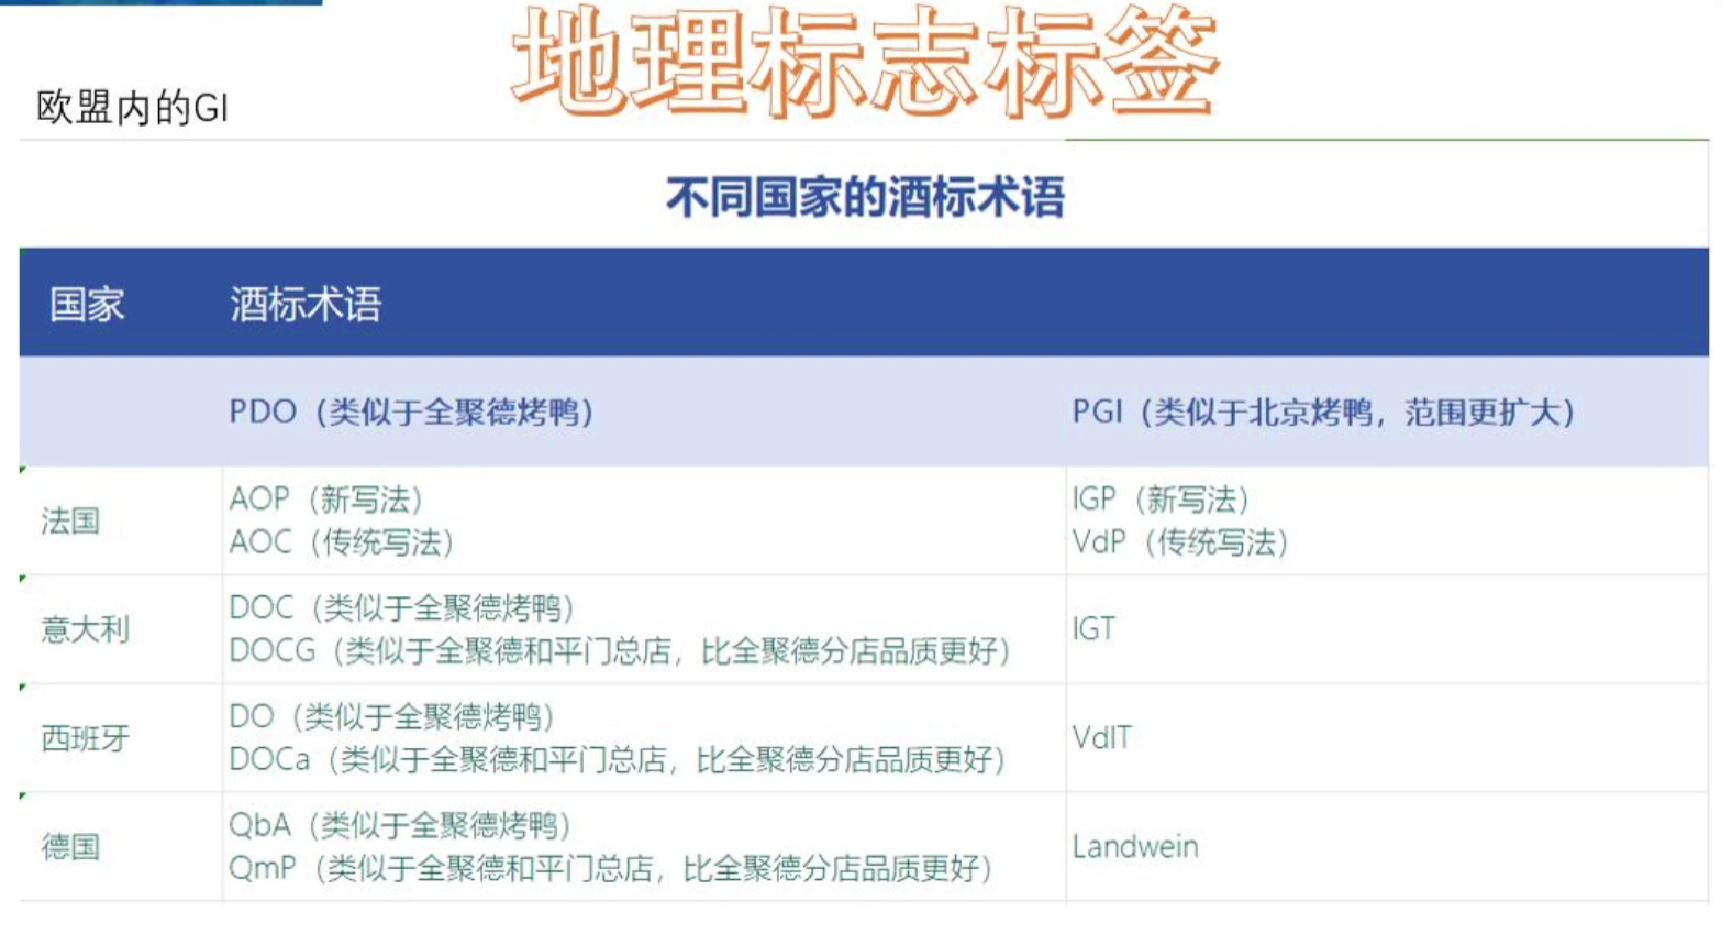 地理标志标签
欧盟内的GI
不同国家的酒标术语
国家 酒标术语
PDO（类似于全聚德烤鸭） PGI（类似于北京烤鸭，范围更扩大）
法国
AOP（新写法）
AOC（传统写法）
IGP（新写法）
VdP（传统写法）
意大利
DOC（类似于全聚德烤鸭）
DOCG（类似于全聚德和平门总店，比全聚德分店品质更好）
IGT
西班牙
DO（类似于全聚德烤鸭）
DOCa（类似于全聚德和平门总店，比全聚德分店品质更好）
VdlT
德国
QbA（类似于全聚德烤鸭）
QmP（类似于全聚德和平门总店，比全聚德分店品质更好）
Landwein